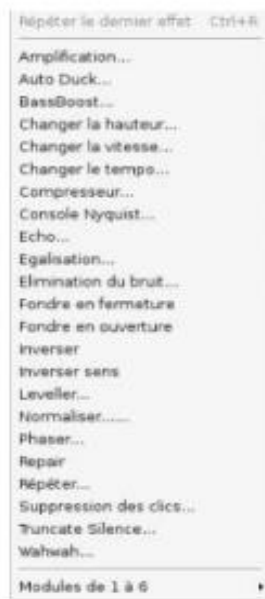 Répéter le dernier effet Ctrl+R
Amplification...
Auto Duck...
BassBoost...
Changer la hauteur...
Changer la vitesse...
Changer le tempo...
Compresseur...
Console Nyquist...
Echo...
Egalisation...
Elimination du bruit...
Fondre en fermeture
Fondre en ouverture
Inverser
Inverser sens
Leveller...
Normaliser......
Phaser...
Repair
Répéter...
Suppression des clics...
Truncate Silence...
Wahwah...
Modules de 1 à 6